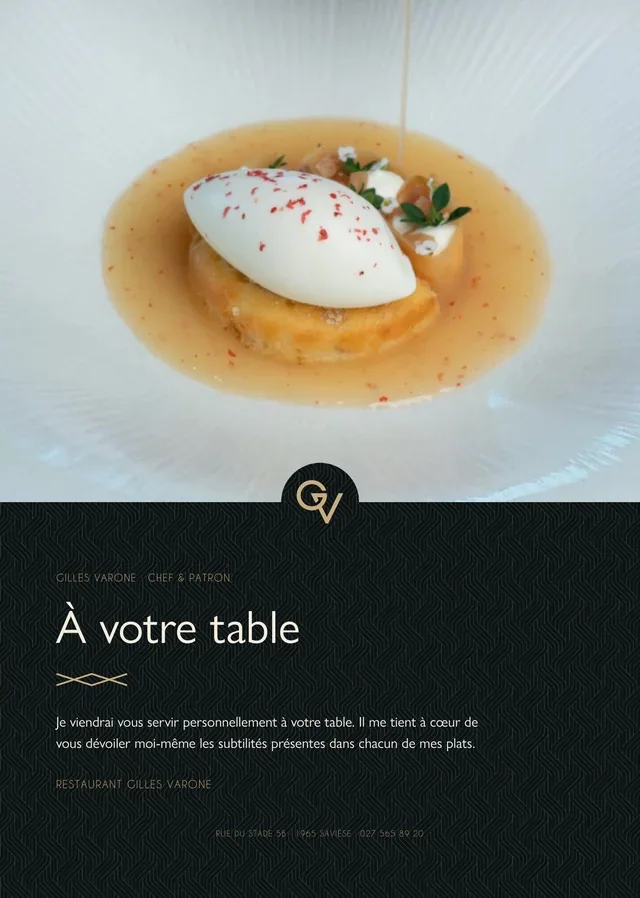 GV
GILLES VARONE · CHEF & PATRON
À votre table
Je viendrai vous servir personnellement à votre table. Il me tient à cœur de
vous dévoiler moi-même les subtilités présentes dans chacun de mes plats.
RESTAURANT GILLES VARONE
RUE DU STADE 56 · 1965 SAVIÈSE · 027 565 89 20